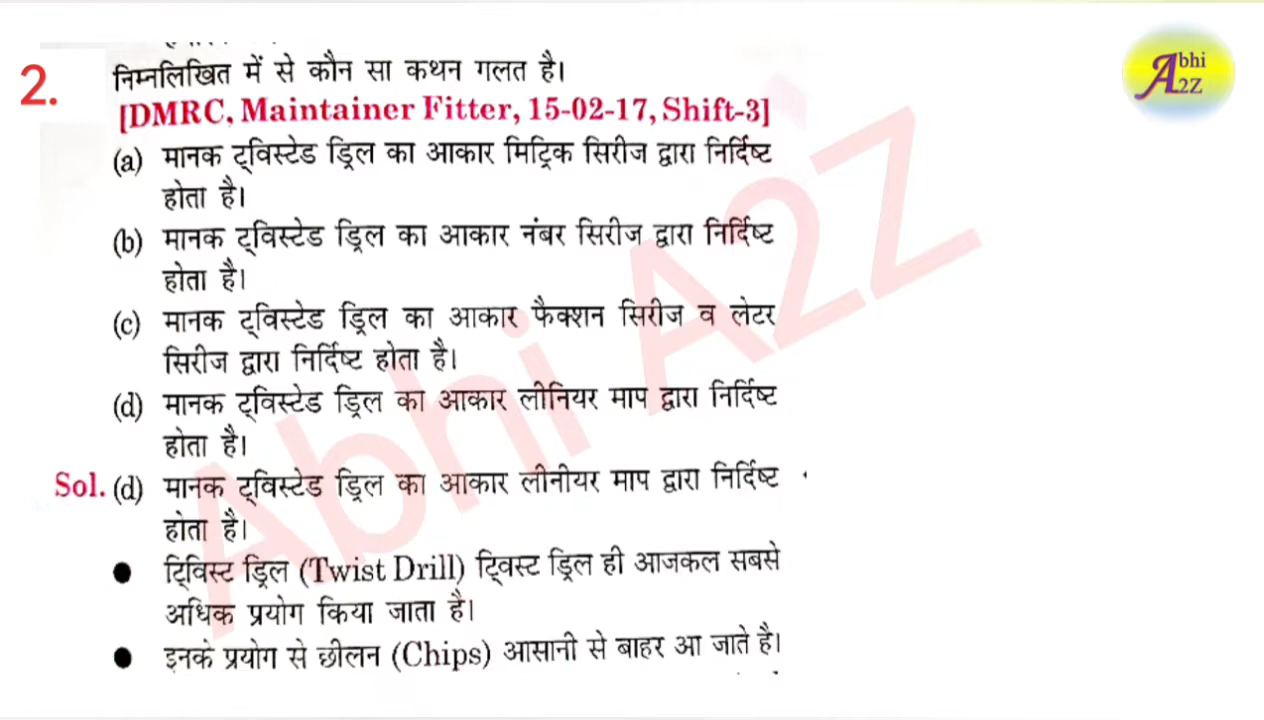 2.
निम्नलिखित में से कौन सा कथन गलत है।
[DMRC, Maintainer Fitter, 15-02-17, Shift-3]
(a) मानक ट्विस्टेड ड्रिल का आकार मिट्रिक सिरीज द्वारा निर्दिष्ट
होता है।
(b) मानक ट्विस्टेड ड्रिल का आकार नंबर सिरीज द्वारा निर्दिष्ट
होता है।
(c) मानक ट्विस्टेड ड्रिल का आकार फैक्शन सिरीज व लेटर
सिरीज द्वारा निर्दिष्ट होता है।
(d) मानक ट्विस्टेड ड्रिल का आकार लीनियर माप द्वारा निर्दिष्ट
होता है।
Sol. (d) मानक ट्विस्टेड ड्रिल का आकार लीनीयर माप द्वारा निर्दिष्ट
होता है।
● ट्विस्ट ड्रिल (Twist Drill) ट्विस्ट ड्रिल ही आजकल सबसे
अधिक प्रयोग किया जाता है।
● इनके प्रयोग से छीलन (Chips) आसानी से बाहर आ जाते है।
Abhi A2Z
Abhi
A2Z